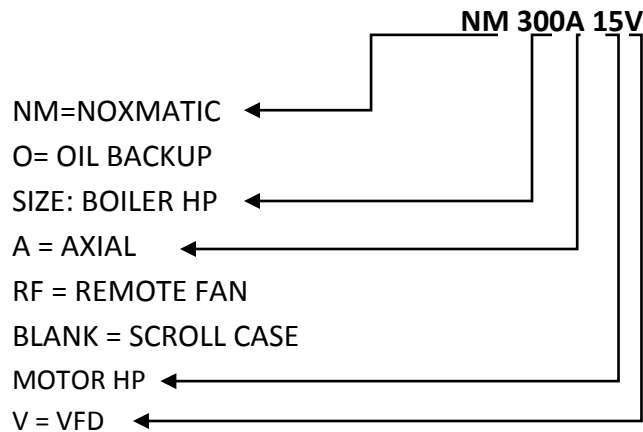 NM 300A 15V
NM=NOXMATIC
O= OIL BACKUP
SIZE: BOILER HP
A = AXIAL
RF = REMOTE FAN
BLANK = SCROLL CASE
MOTOR HP
V = VFD